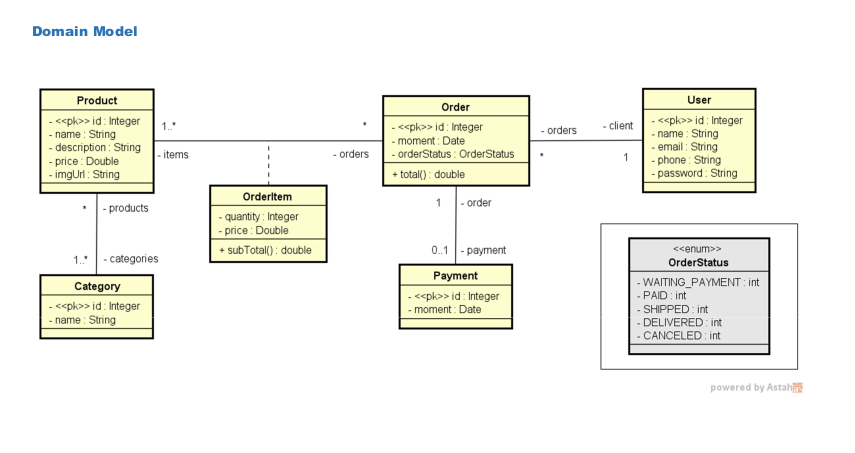 Domain Model
Product
- <<pk>> id : Integer
- name : String
- description : String
- price : Double
- imgUrl : String
1..*
- items
*
- orders
Order
- <<pk>> id : Integer
- moment : Date
- orderStatus : OrderStatus
+ total() : double
- orders
*
- client
1
User
- <<pk>> id : Integer
- name : String
- email : String
- phone : String
- password : String
OrderItem
- quantity : Integer
- price : Double
+ subTotal() : double
* - products
1..* - categories
Category
- <<pk>> id : Integer
- name : String
1 - order
0..1 - payment
Payment
- <<pk>> id : Integer
- moment : Date
<<enum>>
OrderStatus
- WAITING_PAYMENT : int
- PAID : int
- SHIPPED : int
- DELIVERED : int
- CANCELED : int
powered by Astah